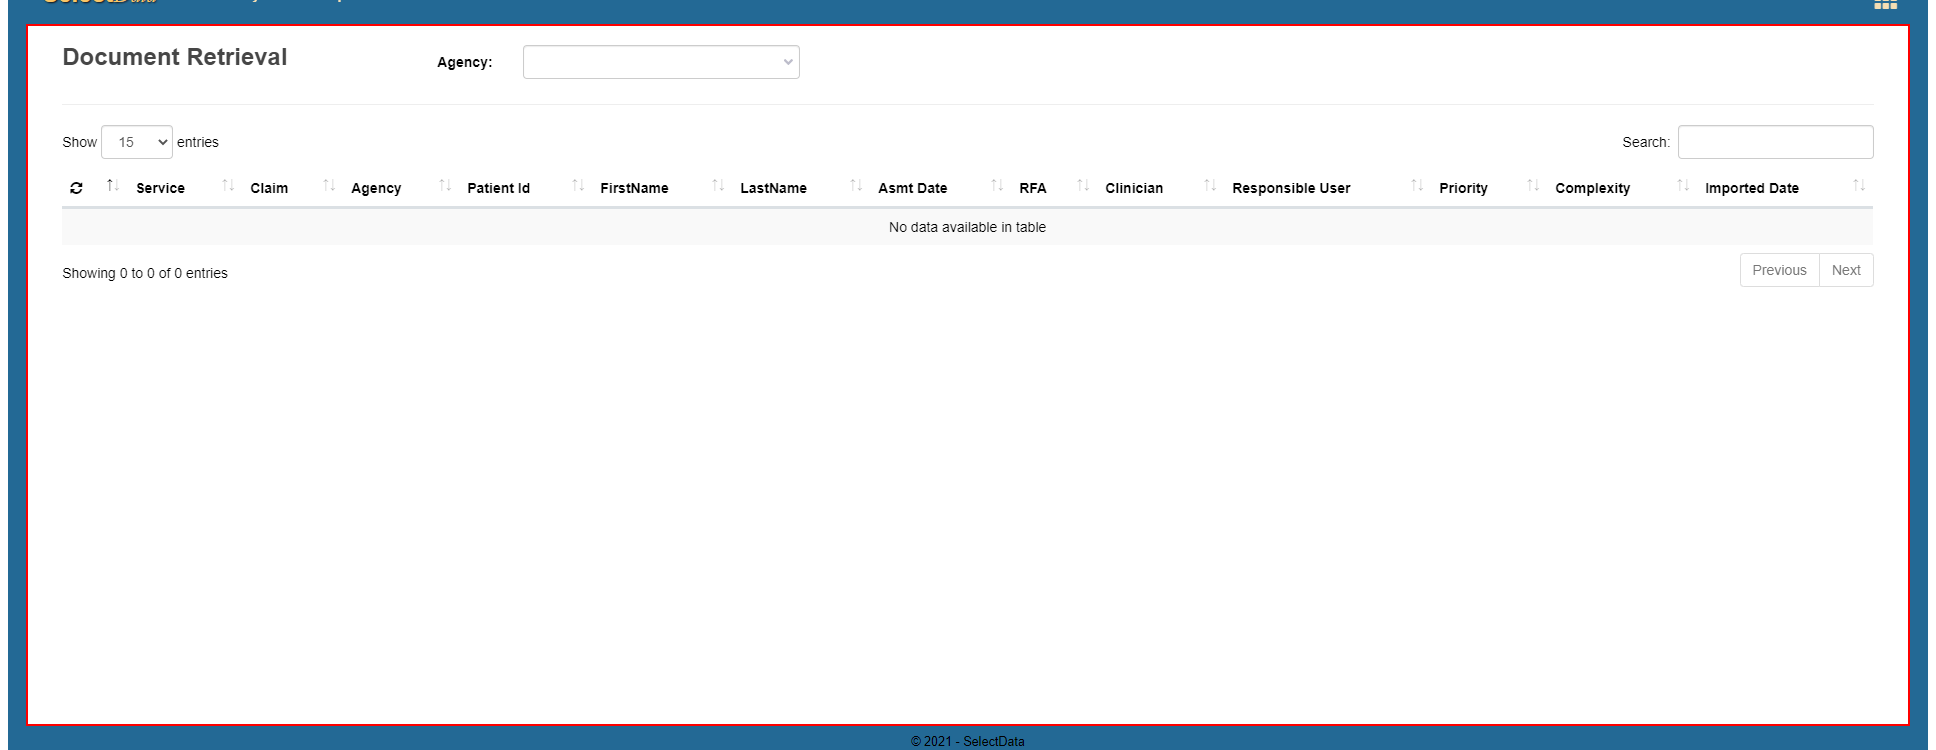 Document Retrieval
Agency:
Show 15 entries
Search:
Service Claim Agency Patient Id FirstName LastName Asmt Date RFA Clinician Responsible User Priority Complexity Imported Date
No data available in table
Showing 0 to 0 of 0 entries
Previous Next
© 2021 - SelectData